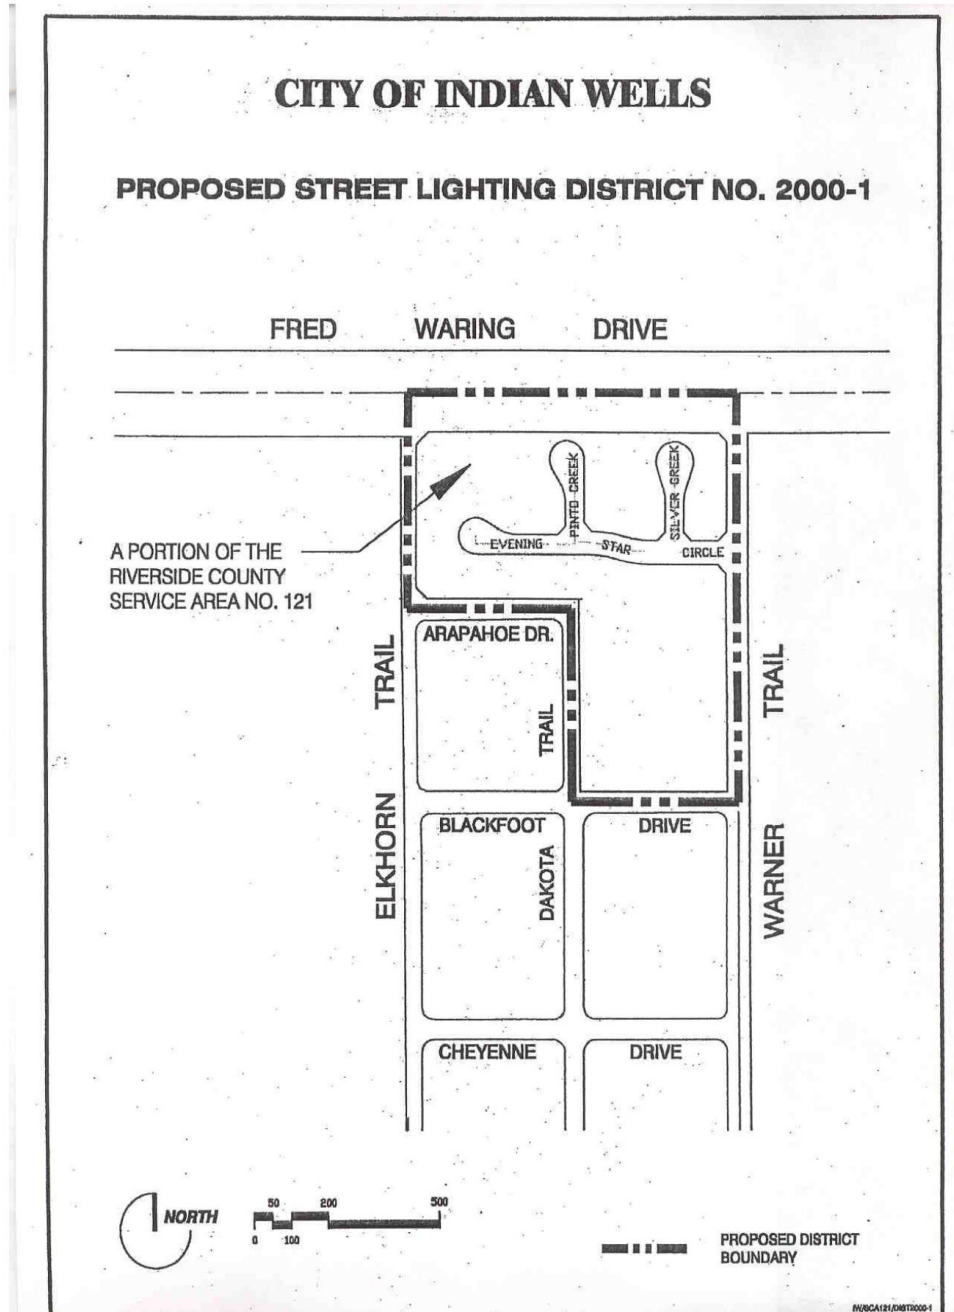 CITY OF INDIAN WELLS
PROPOSED STREET LIGHTING DISTRICT NO. 2000-1
FRED WARING DRIVE
PINTO CREEK
SILVER CREEK
EVENING STAR CIRCLE
A PORTION OF THE
RIVERSIDE COUNTY
SERVICE AREA NO. 121
ARAPAHOE DR.
ELKHORN TRAIL
DAKOTA TRAIL
WARNER TRAIL
BLACKFOOT DRIVE
CHEYENNE DRIVE
NORTH
50 200 500
0 100
PROPOSED DISTRICT
BOUNDARY